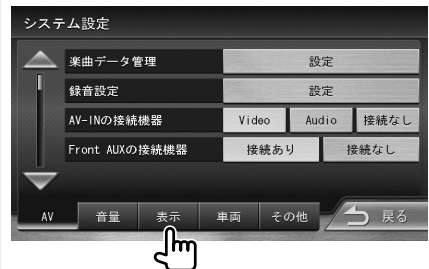 システム設定
楽曲データ管理 設定
録音設定 設定
AV-INの接続機器 Video Audio 接続なし
Front AUXの接続機器 接続あり 接続なし
AV 音量 表示 車両 その他 戻る